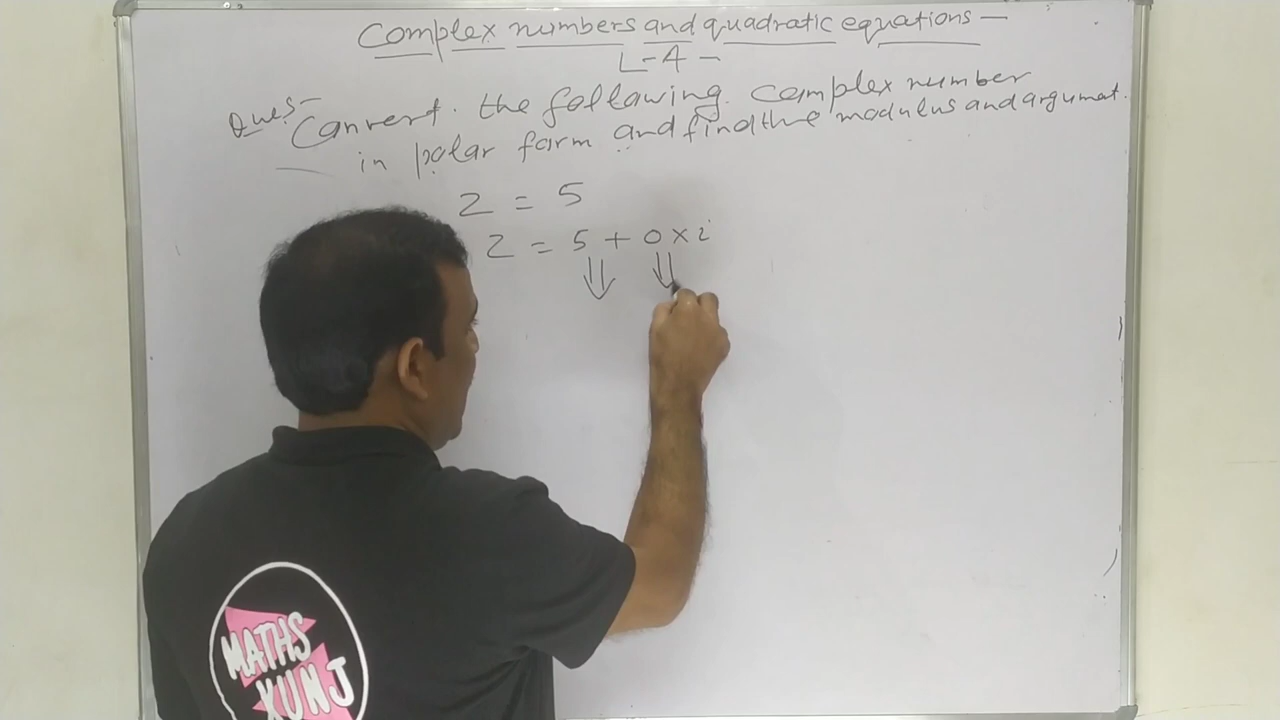 Complex numbers and quadratic equations —
L-4 -
Ques- Convert. the following. complex number
in polar form and find the modulus and argumet.
Z = 5
Z = 5 + 0 x i
MATHS
KUNJ